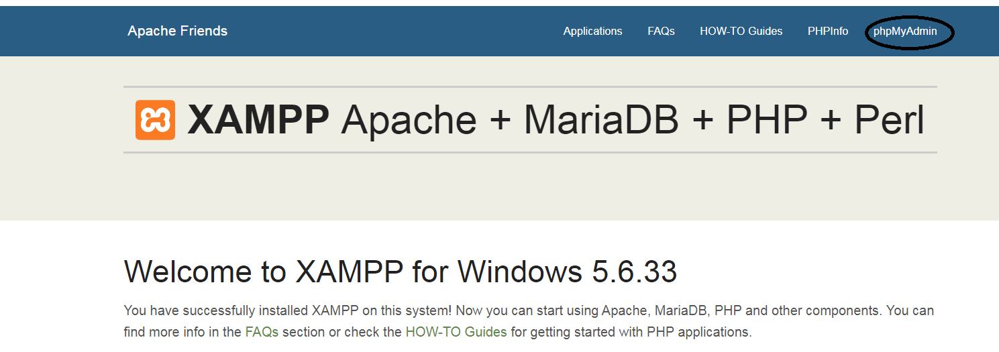 Apache Friends Applications FAQs HOW-TO Guides PHPInfo phpMyAdmin
XAMPP Apache + MariaDB + PHP + Perl
Welcome to XAMPP for Windows 5.6.33
You have successfully installed XAMPP on this system! Now you can start using Apache, MariaDB, PHP and other components. You can
find more info in the FAQs section or check the HOW-TO Guides for getting started with PHP applications.